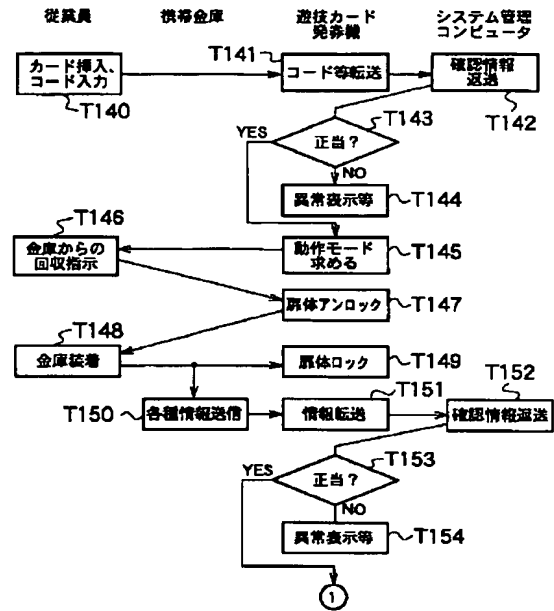 従業員
携帯金庫
遊技カード
発券機
システム管理
コンピュータ
カード挿入、
コード入力
T140
T141
コード等転送
確認情報
返送
T142
T143
正当?
YES
NO
異常表示等
T144
T146
金庫からの
回収指示
動作モード
求める
T145
扉体アンロック
T147
T148
金庫装着
扉体ロック
T149
T150
各種情報送信
T151
情報転送
T152
確認情報返送
T153
正当?
YES
NO
異常表示等
T154
1